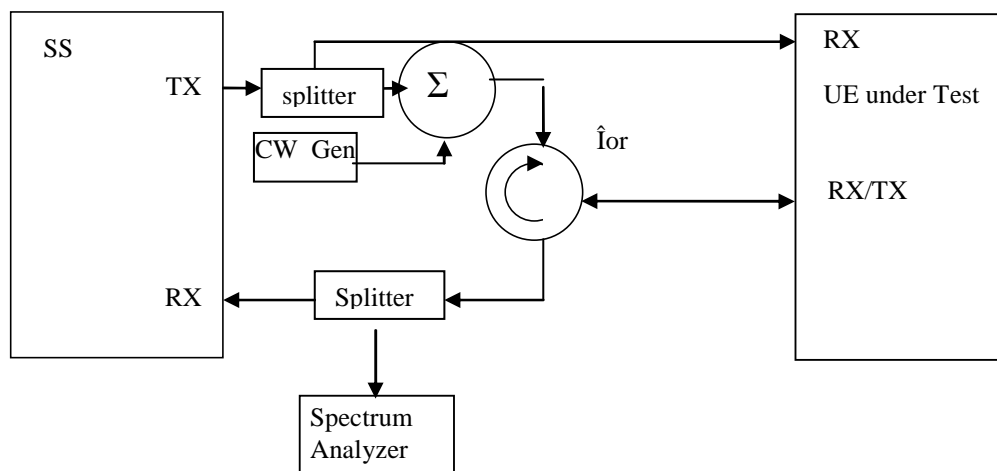 SS
RX
TX
splitter
Σ
UE under Test
CW Gen
Îor
RX/TX
RX
Splitter
Spectrum
Analyzer